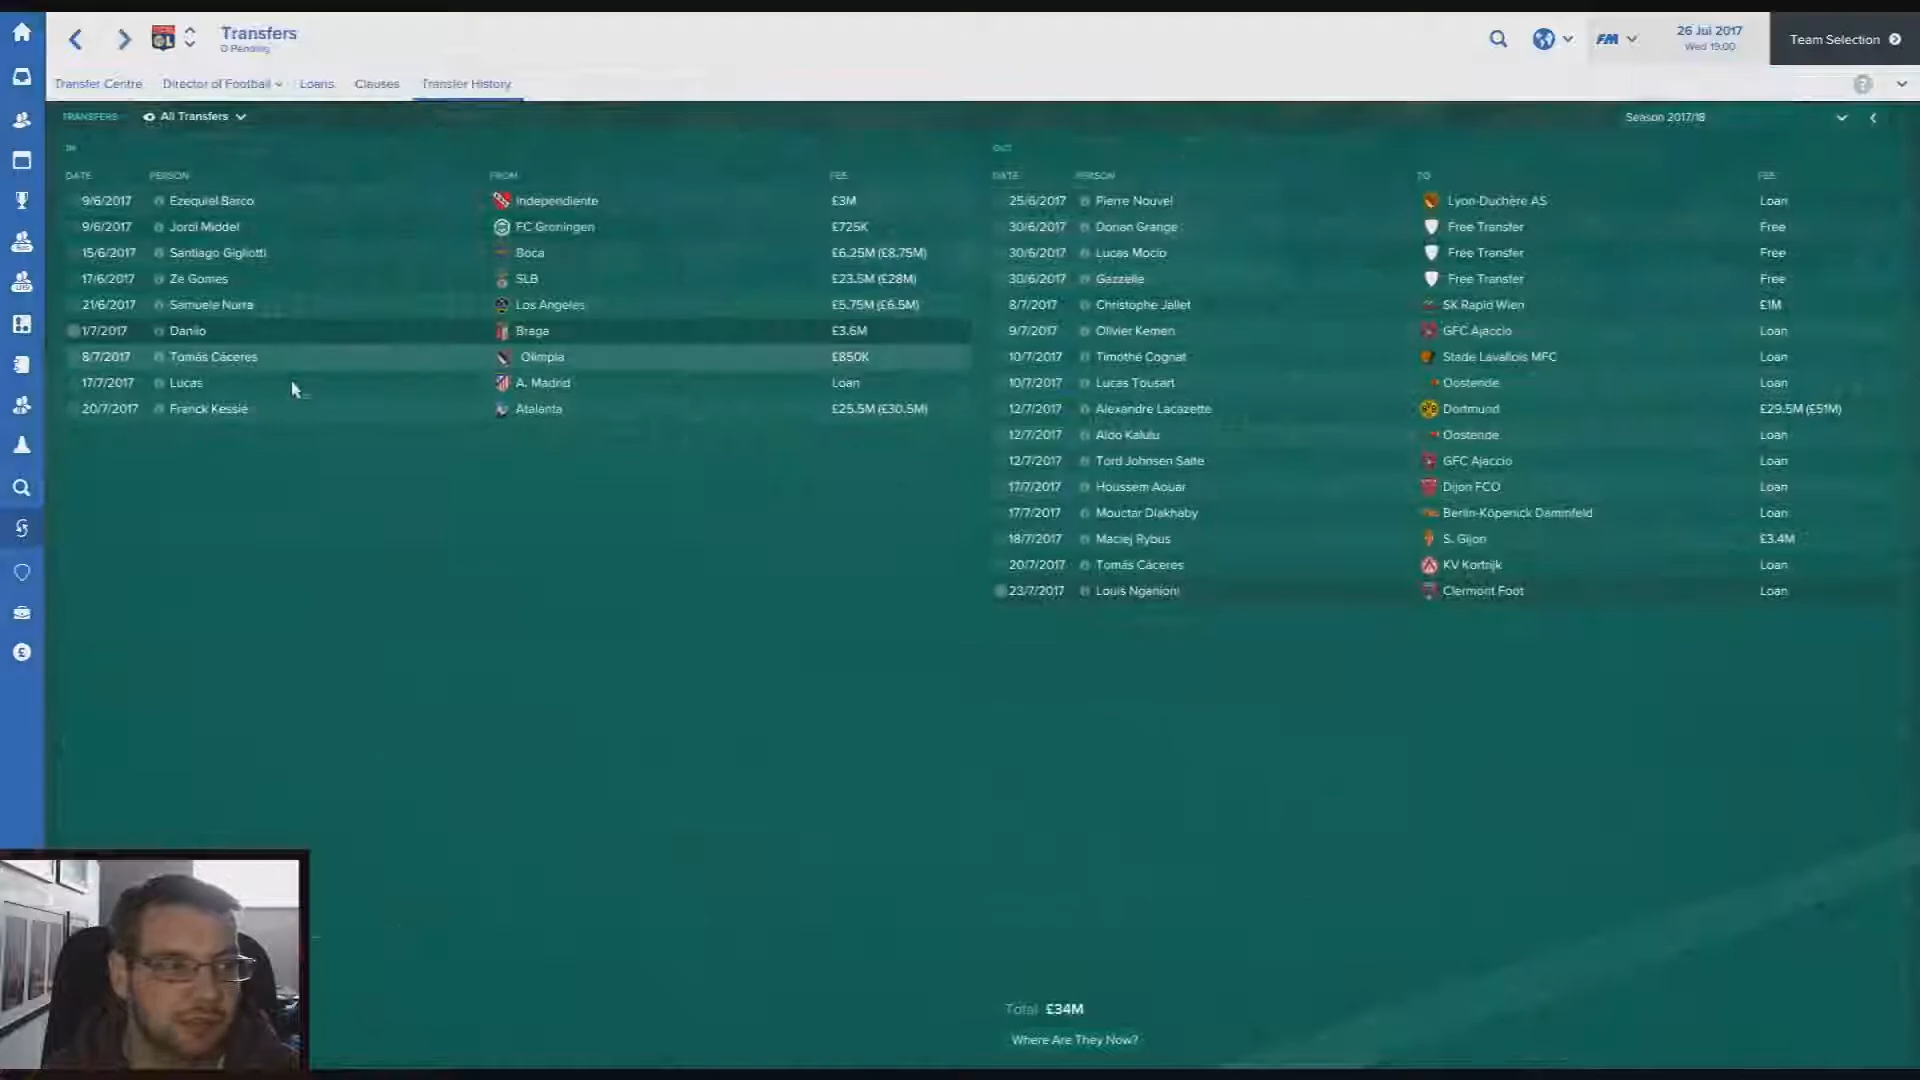 Transfers
0 Pending
FM
26 Jul 2017
Wed 19:00
Team Selection
Transfer Centre Director of Football Loans Clauses Transfer History
TRANSFERS All Transfers
Season 2017/18
IN
DATE PERSON FROM FEE
9/6/2017 Ezequiel Barco Independiente £3M
9/6/2017 Jordi Middel FC Groningen £725K
15/6/2017 Santiago Gigliotti Boca £6.25M (£8.75M)
17/6/2017 Zé Gomes SLB £23.5M (£28M)
21/6/2017 Samuele Nurra Los Angeles £5.75M (£6.5M)
1/7/2017 Danilo Braga £3.6M
8/7/2017 Tomás Cáceres Olimpia £850K
17/7/2017 Lucas A. Madrid Loan
20/7/2017 Franck Kessié Atalanta £25.5M (£30.5M)
OUT
DATE PERSON TO FEE
25/6/2017 Pierre Nouvel Lyon-Duchère AS Loan
30/6/2017 Dorian Grange Free Transfer Free
30/6/2017 Lucas Mocio Free Transfer Free
30/6/2017 Gazzelle Free Transfer Free
8/7/2017 Christophe Jallet SK Rapid Wien £1M
9/7/2017 Olivier Kemen GFC Ajaccio Loan
10/7/2017 Timothé Cognat Stade Lavallois MFC Loan
10/7/2017 Lucas Tousart Oostende Loan
12/7/2017 Alexandre Lacazette Dortmund £29.5M (£51M)
12/7/2017 Aldo Kalulu Oostende Loan
12/7/2017 Tord Johnsen Salte GFC Ajaccio Loan
17/7/2017 Houssem Aouar Dijon FCO Loan
17/7/2017 Mouctar Diakhaby Berlin-Köpenick Dammfeld Loan
18/7/2017 Maciej Rybus S. Gijón £3.4M
20/7/2017 Tomás Cáceres KV Kortrijk Loan
23/7/2017 Louis Nganioni Clermont Foot Loan
Total £34M
Where Are They Now?